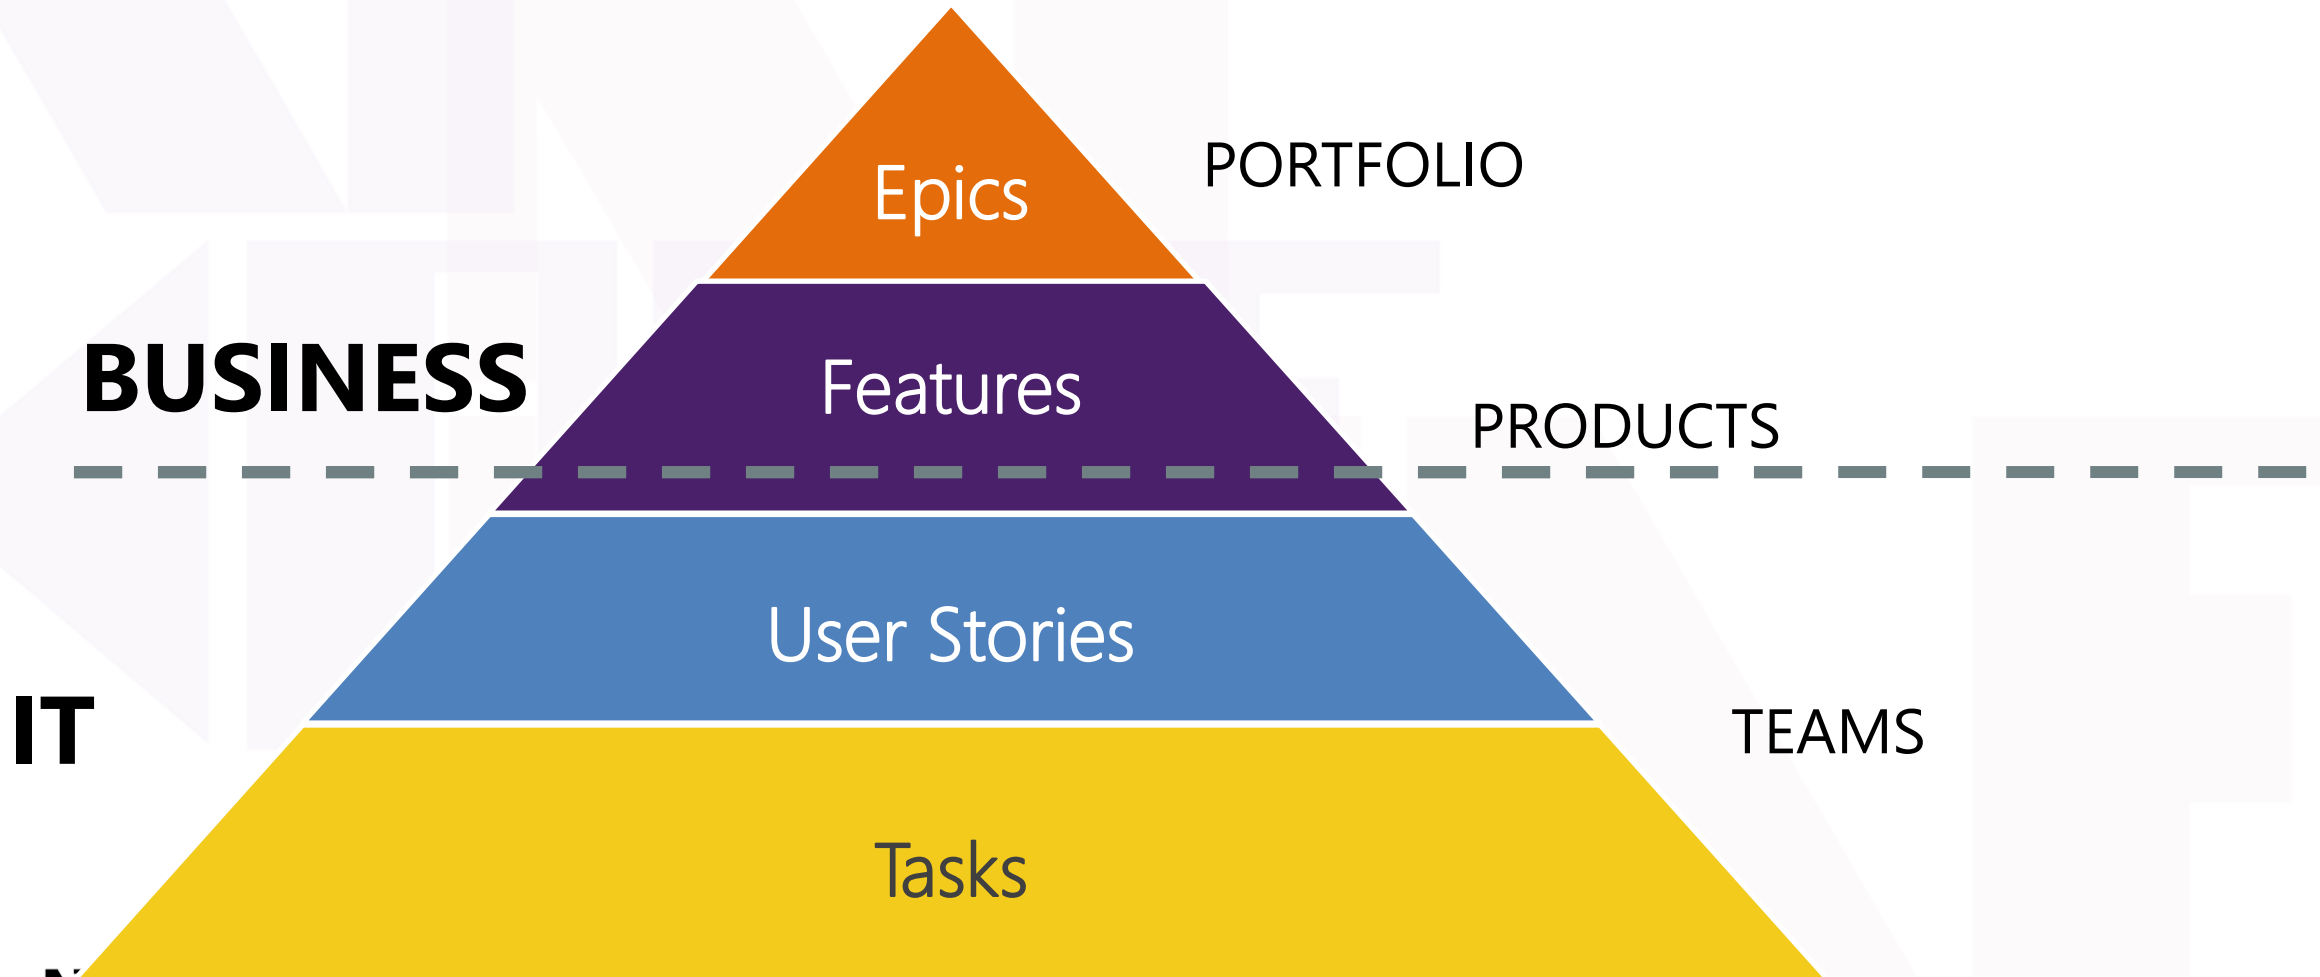 Epics
PORTFOLIO
BUSINESS
Features
PRODUCTS
User Stories
IT
TEAMS
Tasks